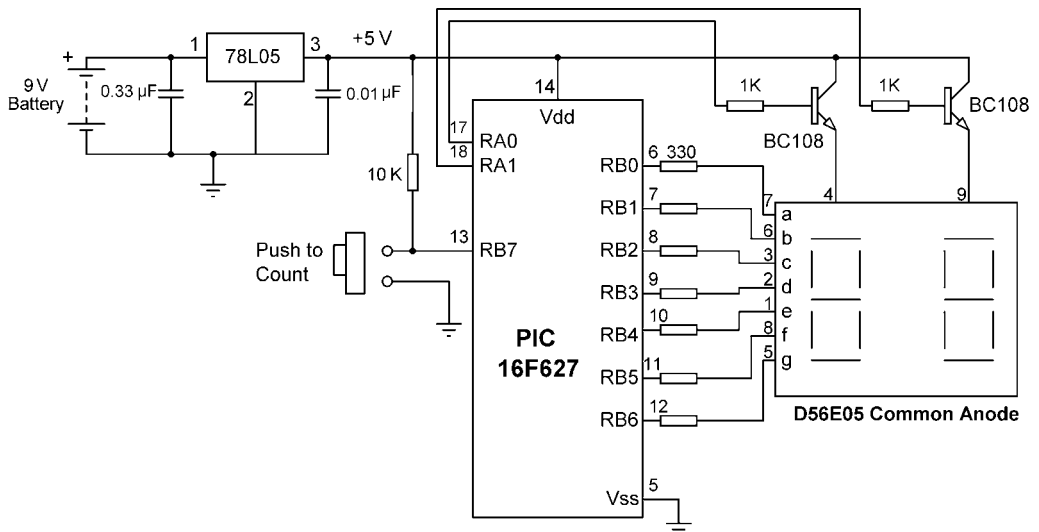 +
9 V
Battery
0.33 µF
1
78L05
3
2
+5 V
0.01 µF
10 K
Push to
Count
13
17
18
14
Vdd
RA0
RA1
RB7
PIC
16F627
RB0
RB1
RB2
RB3
RB4
RB5
RB6
Vss
6
330
7
8
9
10
11
12
5
1K
BC108
1K
BC108
4
9
7
a
6
b
3
c
2
d
1
e
8
f
5
g
D56E05 Common Anode